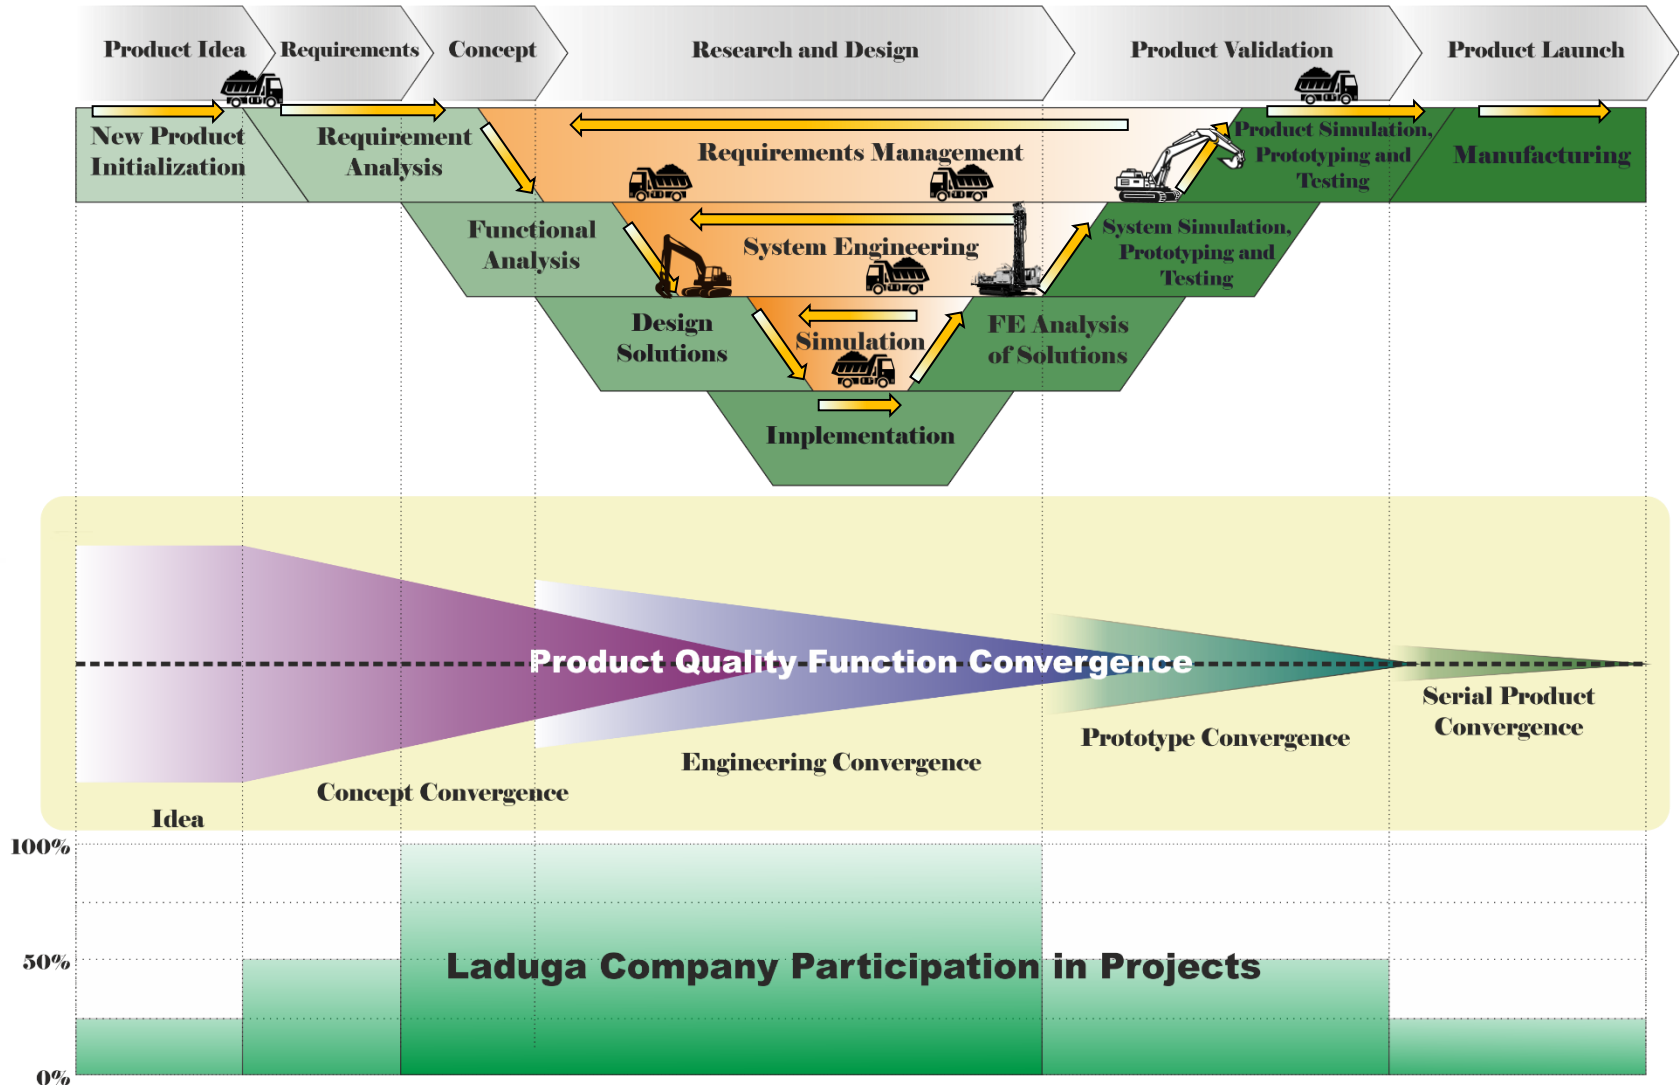 Product Idea
Requirements
Concept
Research and Design
Product Validation
Product Launch
New Product
Initialization
Requirement
Analysis
Requirements Management
Product Simulation,
Prototyping and
Testing
Manufacturing
Functional
Analysis
System Engineering
System Simulation,
Prototyping and
Testing
Design
Solutions
Simulation
FE Analysis
of Solutions
Implementation
Product Quality Function Convergence
Serial Product
Convergence
Prototype Convergence
Engineering Convergence
Concept Convergence
Idea
100%
50%
Laduga Company Participation in Projects
0%